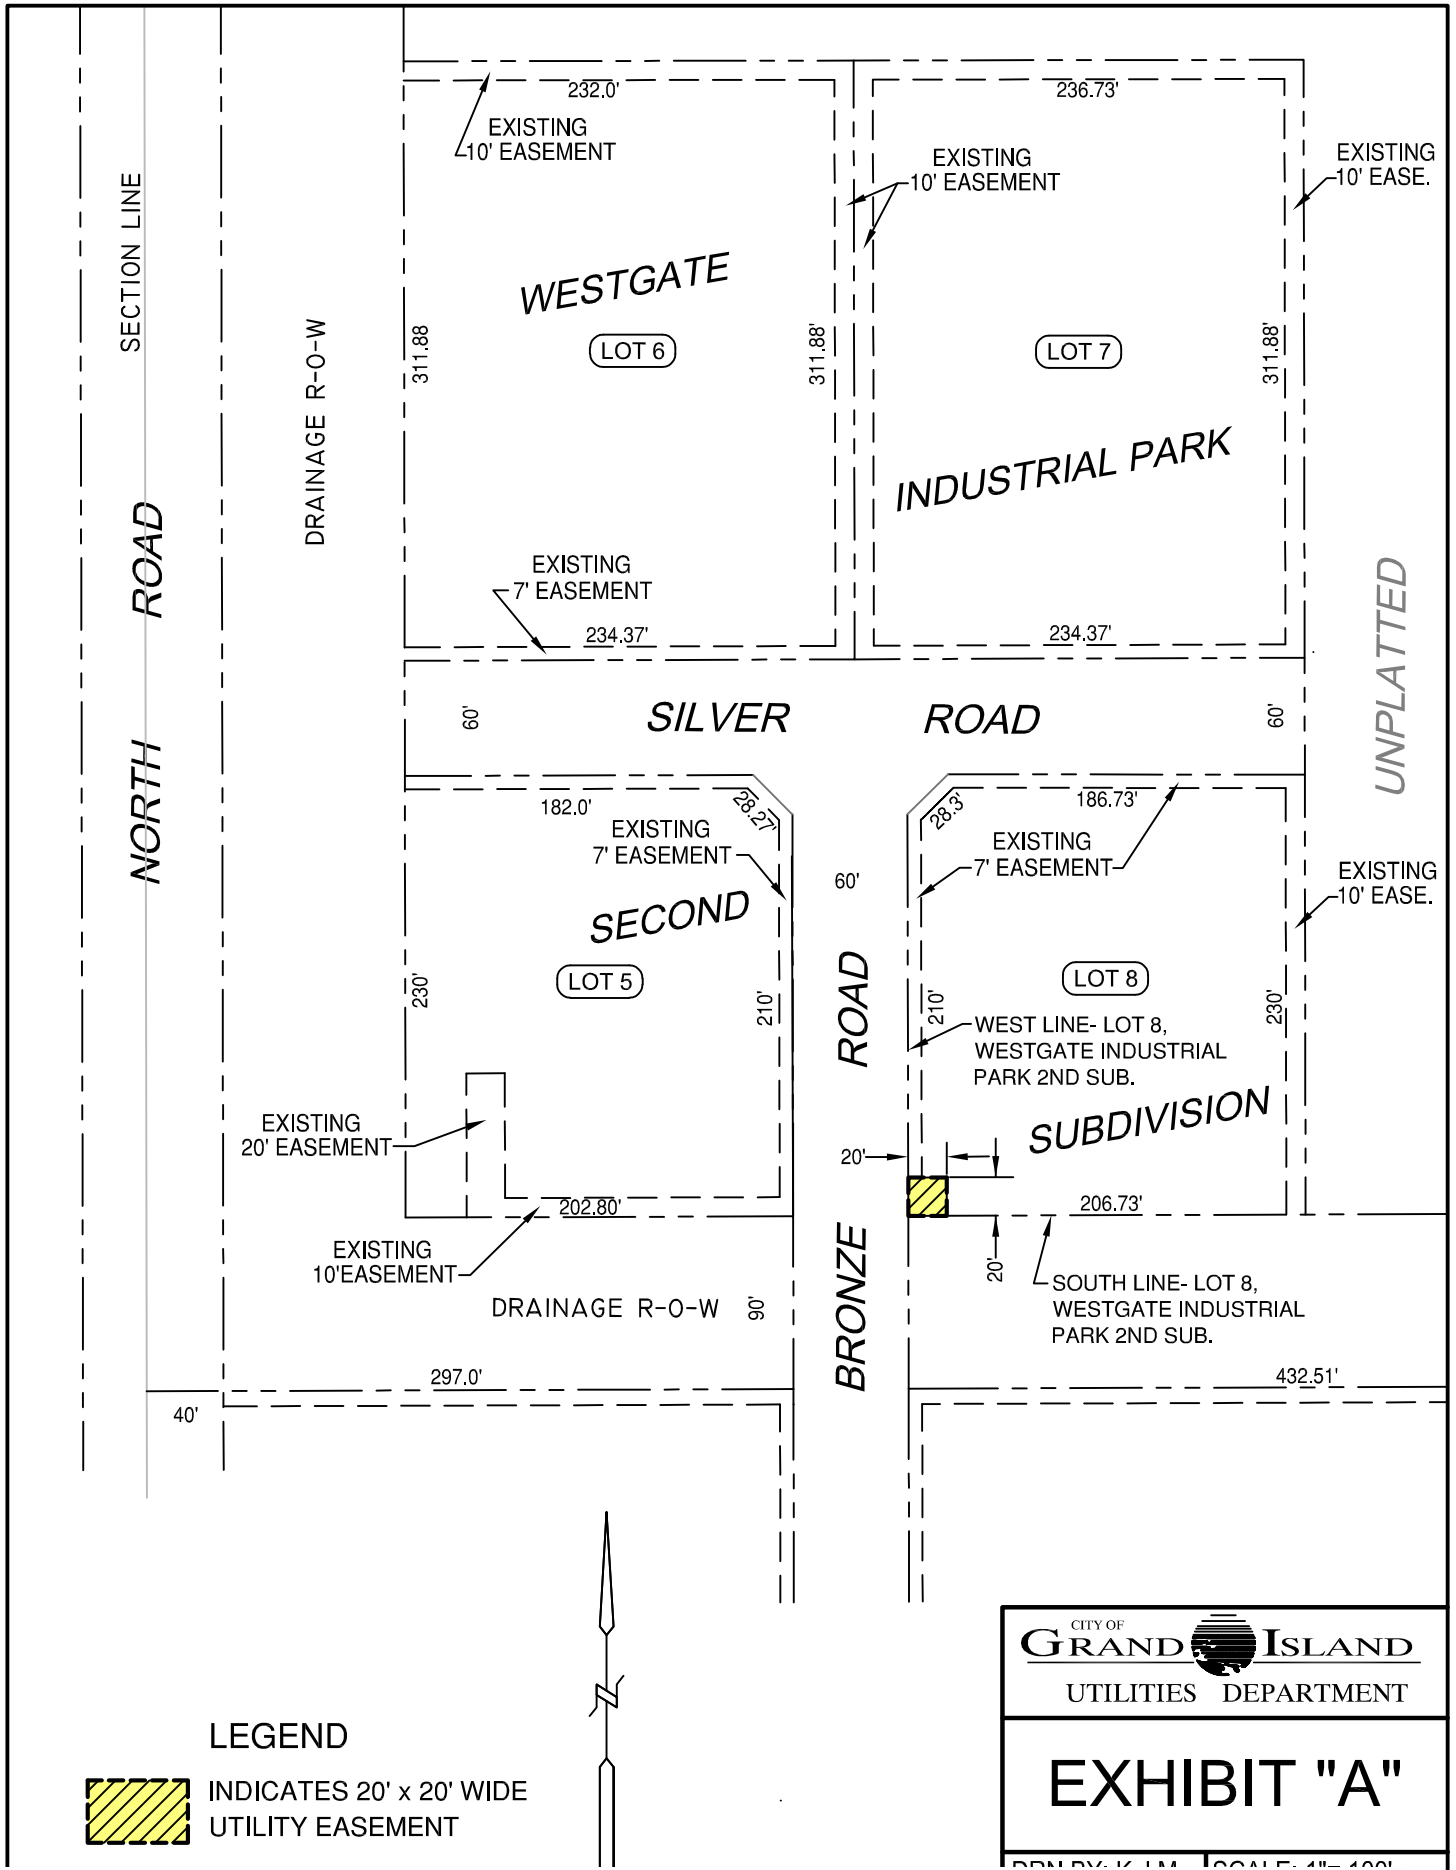 232.0'
236.73'
EXISTING
10' EASEMENT
EXISTING
10' EASEMENT
EXISTING
10' EASE.
SECTION LINE
WESTGATE
DRAINAGE R-O-W
311.88
LOT 6
311.88'
LOT 7
311.88'
INDUSTRIAL PARK
NORTH ROAD
EXISTING
7' EASEMENT
234.37'
234.37'
UNPLATTED
60'
SILVER ROAD
60'
182.0'
28.27'
28.3'
186.73'
EXISTING
7' EASEMENT
EXISTING
7' EASEMENT
60'
EXISTING
10' EASE.
SECOND
LOT 5
LOT 8
230'
210'
BRONZE ROAD
210'
230'
WEST LINE- LOT 8,
WESTGATE INDUSTRIAL
PARK 2ND SUB.
SUBDIVISION
EXISTING
20' EASEMENT
20'
202.80'
206.73'
EXISTING
10'EASEMENT
20'
SOUTH LINE- LOT 8,
WESTGATE INDUSTRIAL
PARK 2ND SUB.
DRAINAGE R-O-W
90'
297.0'
432.51'
40'
CITY OF
GRAND ISLAND
UTILITIES DEPARTMENT
LEGEND
INDICATES 20' x 20' WIDE
UTILITY EASEMENT
N
EXHIBIT "A"
DRN BY: K.J.M.
SCALE: 1"= 100'